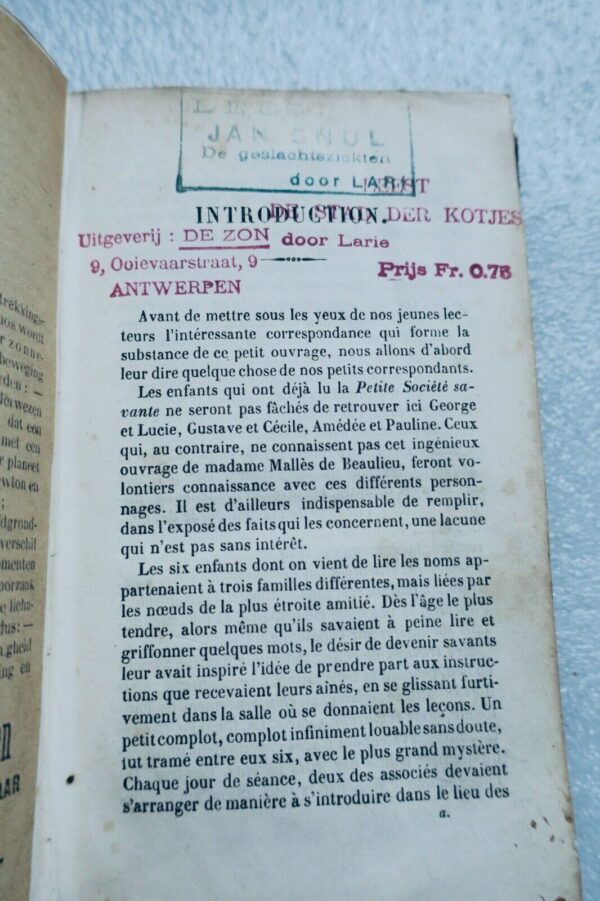 JAN SNUL
De geslachtsziekten
door LARIE
LEEST
INTRODUCTION.
DE STAD DER KOTJES
Uitgeverij : DE ZON door Larie
9, Ooievaarstraat, 9
Prijs Fr. 0.75
ANTWERPEN
Avant de mettre sous les yeux de nos jeunes lec-
teurs l'intéressante correspondance qui forme la
substance de ce petit ouvrage, nous allons d'abord
leur dire quelque chose de nos petits correspondants.
Les enfants qui ont déjà lu la Petite Société sa-
vante ne seront pas fâchés de retrouver ici George
et Lucie, Gustave et Cécile, Amédée et Pauline. Ceux
qui, au contraire, ne connaissent pas cet ingénieux
ouvrage de madame Mallès de Beaulieu, feront vo-
lontiers connaissance avec ces différents person-
nages. Il est d'ailleurs indispensable de remplir,
dans l'exposé des faits qui les concernent, une lacune
qui n'est pas sans intérêt.
Les six enfants dont on vient de lire les noms ap-
partenaient à trois familles différentes, mais liées par
les nœuds de la plus étroite amitié. Dès l'âge le plus
tendre, alors même qu'ils savaient à peine lire et
griffonner quelques mots, le désir de devenir savants
leur avait inspiré l'idée de prendre part aux instruc-
tions que recevaient leurs aînés, en se glissant furti-
vement dans la salle où se donnaient les leçons. Un
petit complot, complot infiniment louable sans doute,
fut tramé entre eux six, avec le plus grand mystère.
Chaque jour de séance, deux des associés devaient
s'arranger de manière à s'introduire dans le lieu des
a.